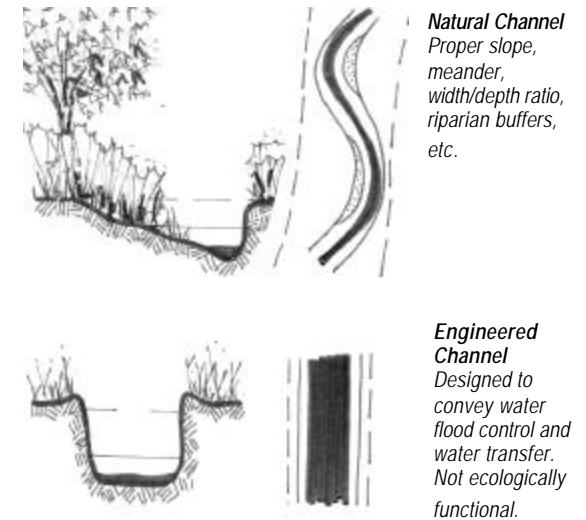 Natural Channel
Proper slope,
meander,
width/depth ratio,
riparian buffers,
etc.
Engineered
Channel
Designed to
convey water
flood control and
water transfer.
Not ecologically
functional.